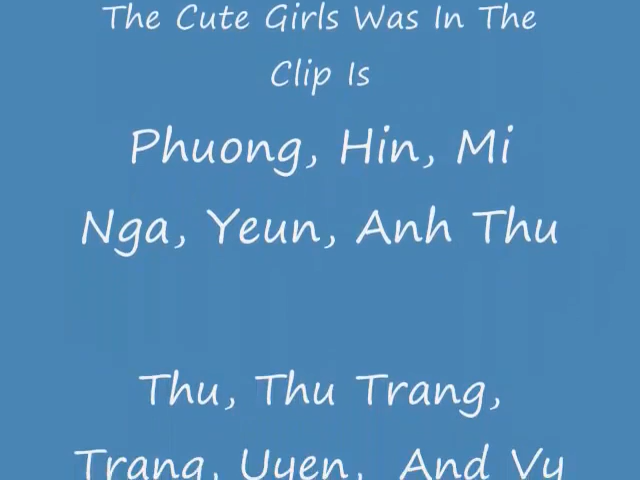 The Cute Girls Was In The
Clip Is
Phuong, Hin, Mi
Nga, Yeun, Anh Thu
Thu, Thu Trang,
Trang, Uyen, And Vy